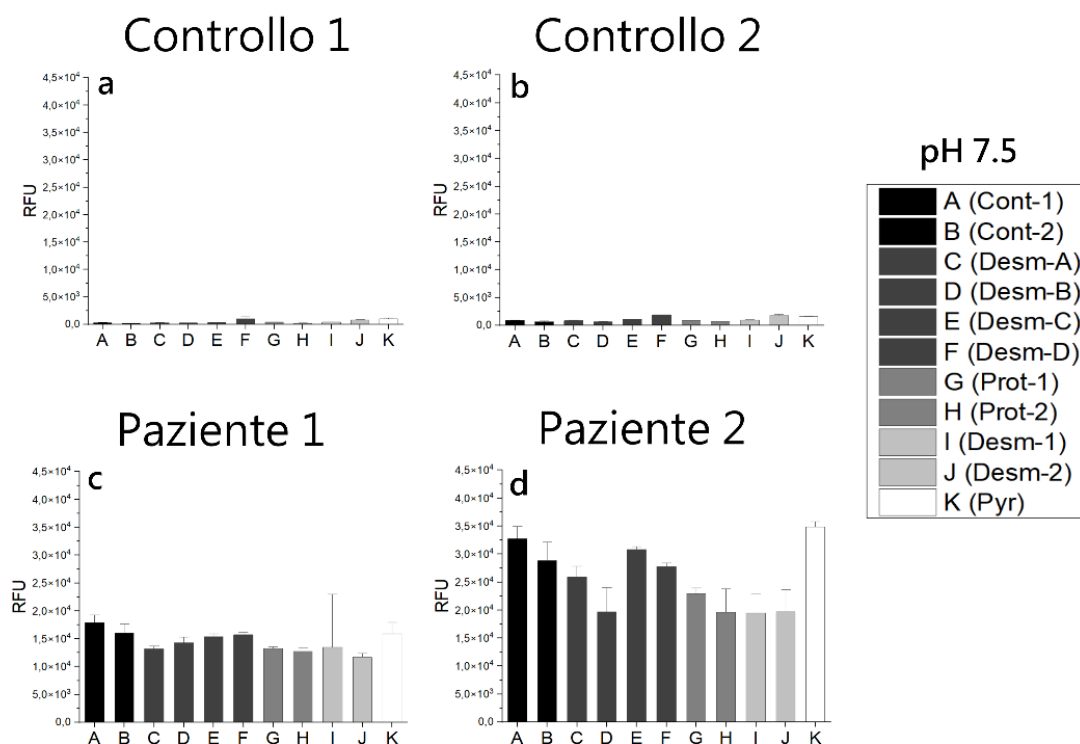 Controllo 1
Controllo 2
a
4,5×10⁴
4,0×10⁴
3,5×10⁴
3,0×10⁴
2,5×10⁴
2,0×10⁴
1,5×10⁴
1,0×10⁴
5,0×10³
0,0
RFU
A B C D E F G H I J K
b
4,5×10⁴
4,0×10⁴
3,5×10⁴
3,0×10⁴
2,5×10⁴
2,0×10⁴
1,5×10⁴
1,0×10⁴
5,0×10³
0,0
RFU
A B C D E F G H I J K
pH 7.5
A (Cont-1)
B (Cont-2)
C (Desm-A)
D (Desm-B)
E (Desm-C)
F (Desm-D)
G (Prot-1)
H (Prot-2)
I (Desm-1)
J (Desm-2)
K (Pyr)
Paziente 1
Paziente 2
c
4,5×10⁴
4,0×10⁴
3,5×10⁴
3,0×10⁴
2,5×10⁴
2,0×10⁴
1,5×10⁴
1,0×10⁴
5,0×10³
0,0
RFU
A B C D E F G H I J K
d
4,5×10⁴
4,0×10⁴
3,5×10⁴
3,0×10⁴
2,5×10⁴
2,0×10⁴
1,5×10⁴
1,0×10⁴
5,0×10³
0,0
RFU
A B C D E F G H I J K